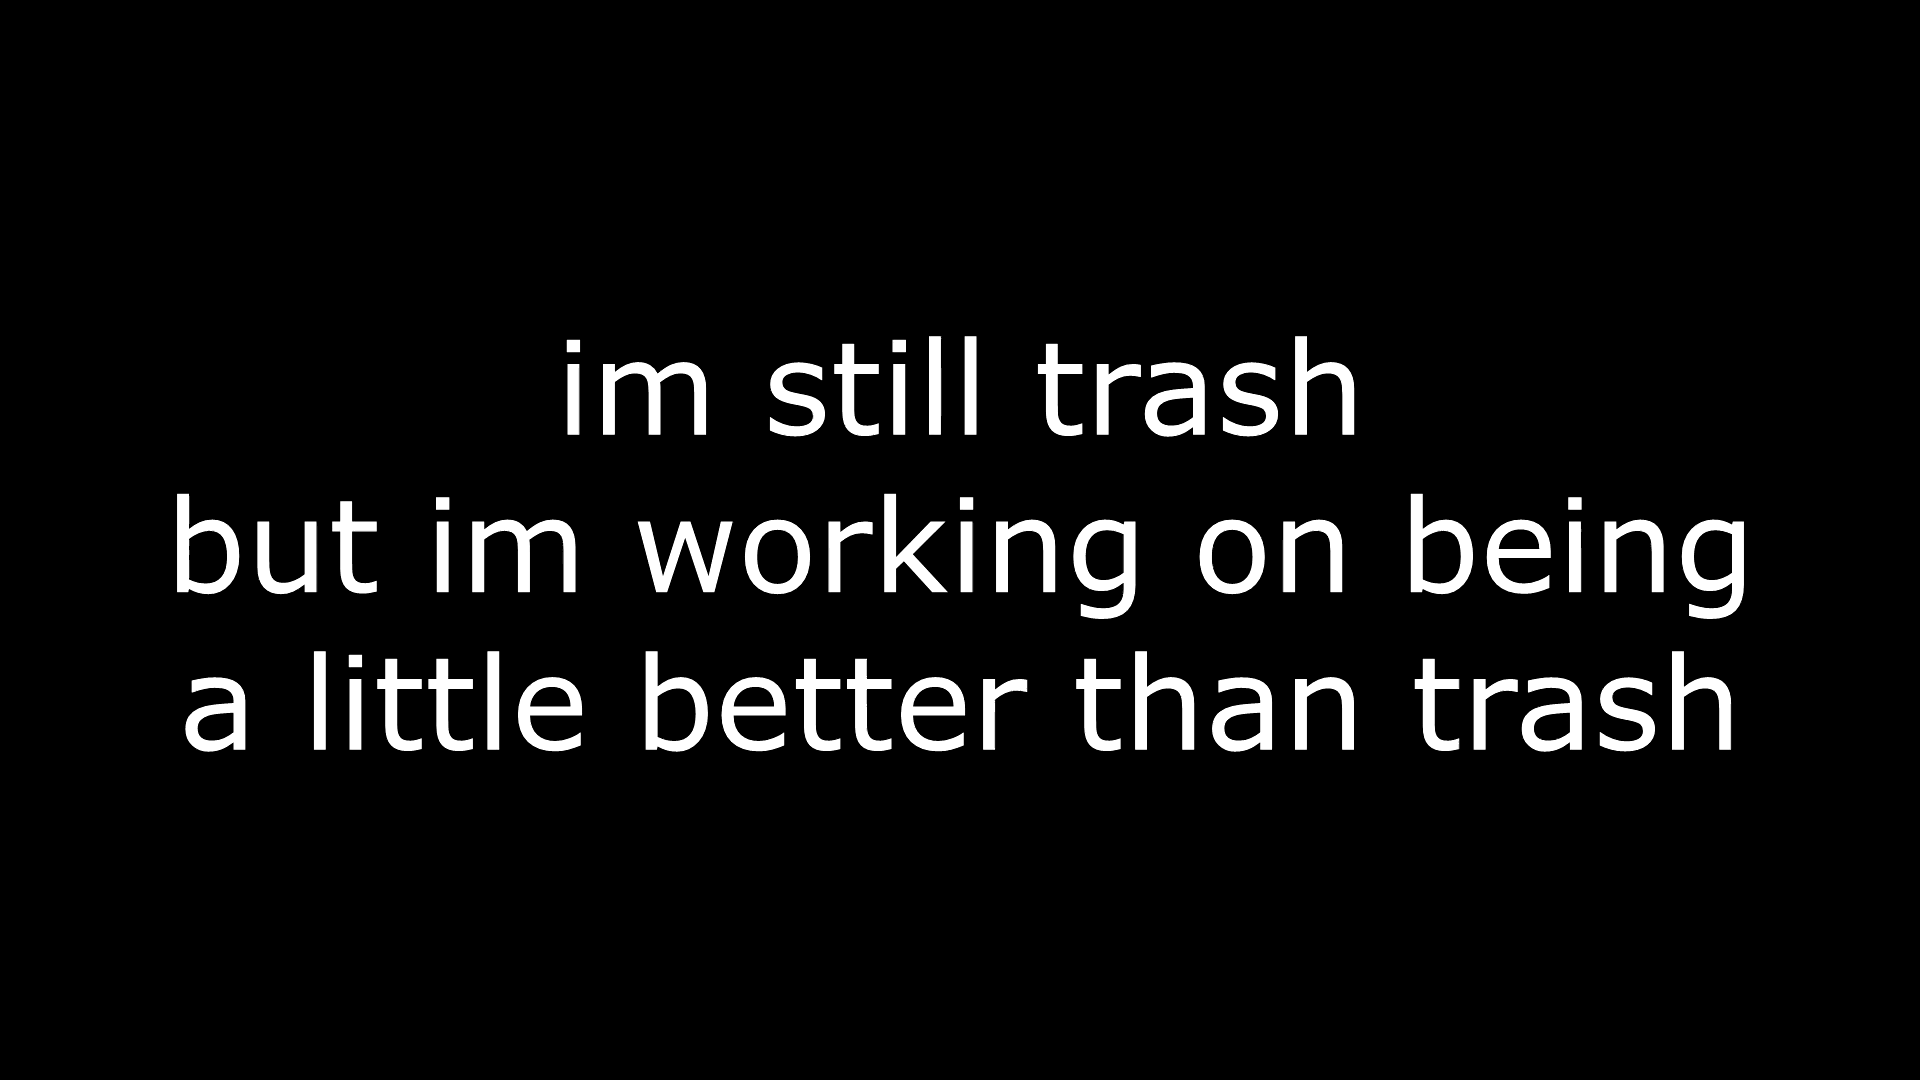 im still trash
but im working on being
a little better than trash